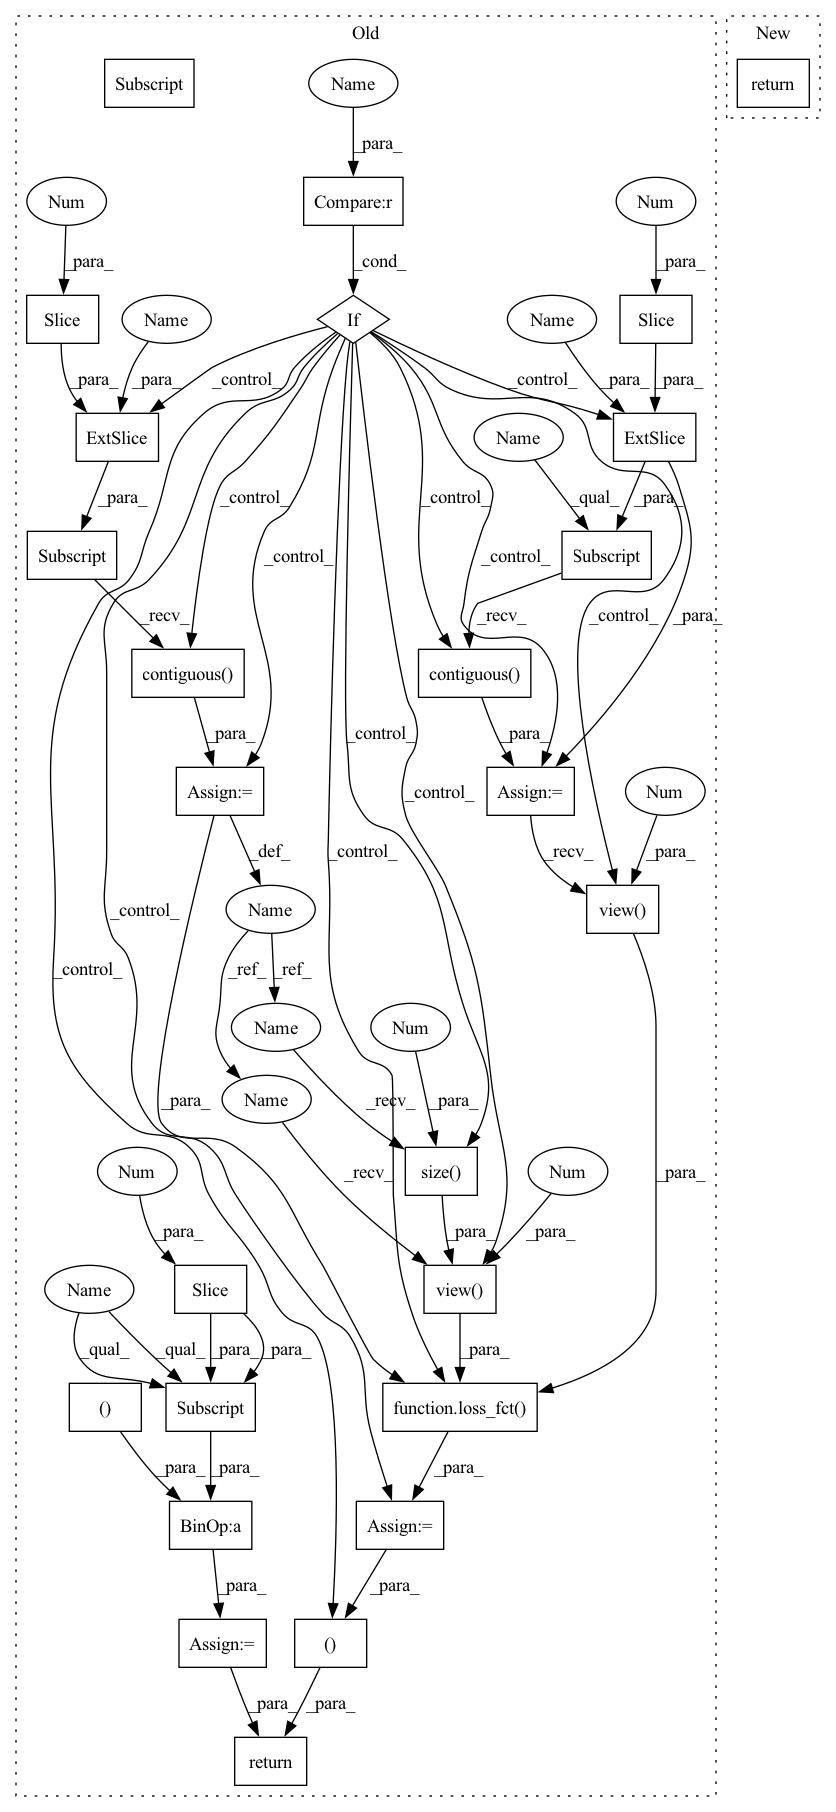 Old
New
Subscript
Name
return
_para_
Num
Compare:r
Num
_para_
_cond_
_para_
Slice
Name
If
Name
Slice
_para_
_para_
_control_
_control_
_para_
_para_
ExtSlice
Name
ExtSlice
_para_
_control_
_control_
_qual_
_para_
Subscript
_control_
_control_
Subscript
_recv_
_recv_
_control_
_para_
contiguous()
contiguous()
_para_
_control_
_para_
Assign:=
_control_
Assign:=
Num
_def_
_control_
_recv_
_para_
_control_
Name
view()
_control_
_ref_
_ref_
Name
Num
_para_
_recv_
_para_
Name
Num
size()
Num
_recv_
_para_
_para_
_para_
_para_
Name
Slice
view()
_qual_
_qual_
_para_
_para_
_para_
()
Subscript
function.loss_fct()
_para_
_para_
_para_
BinOp:a
Assign:=
_para_
_para_
Assign:=
()
_para_
_para_
return